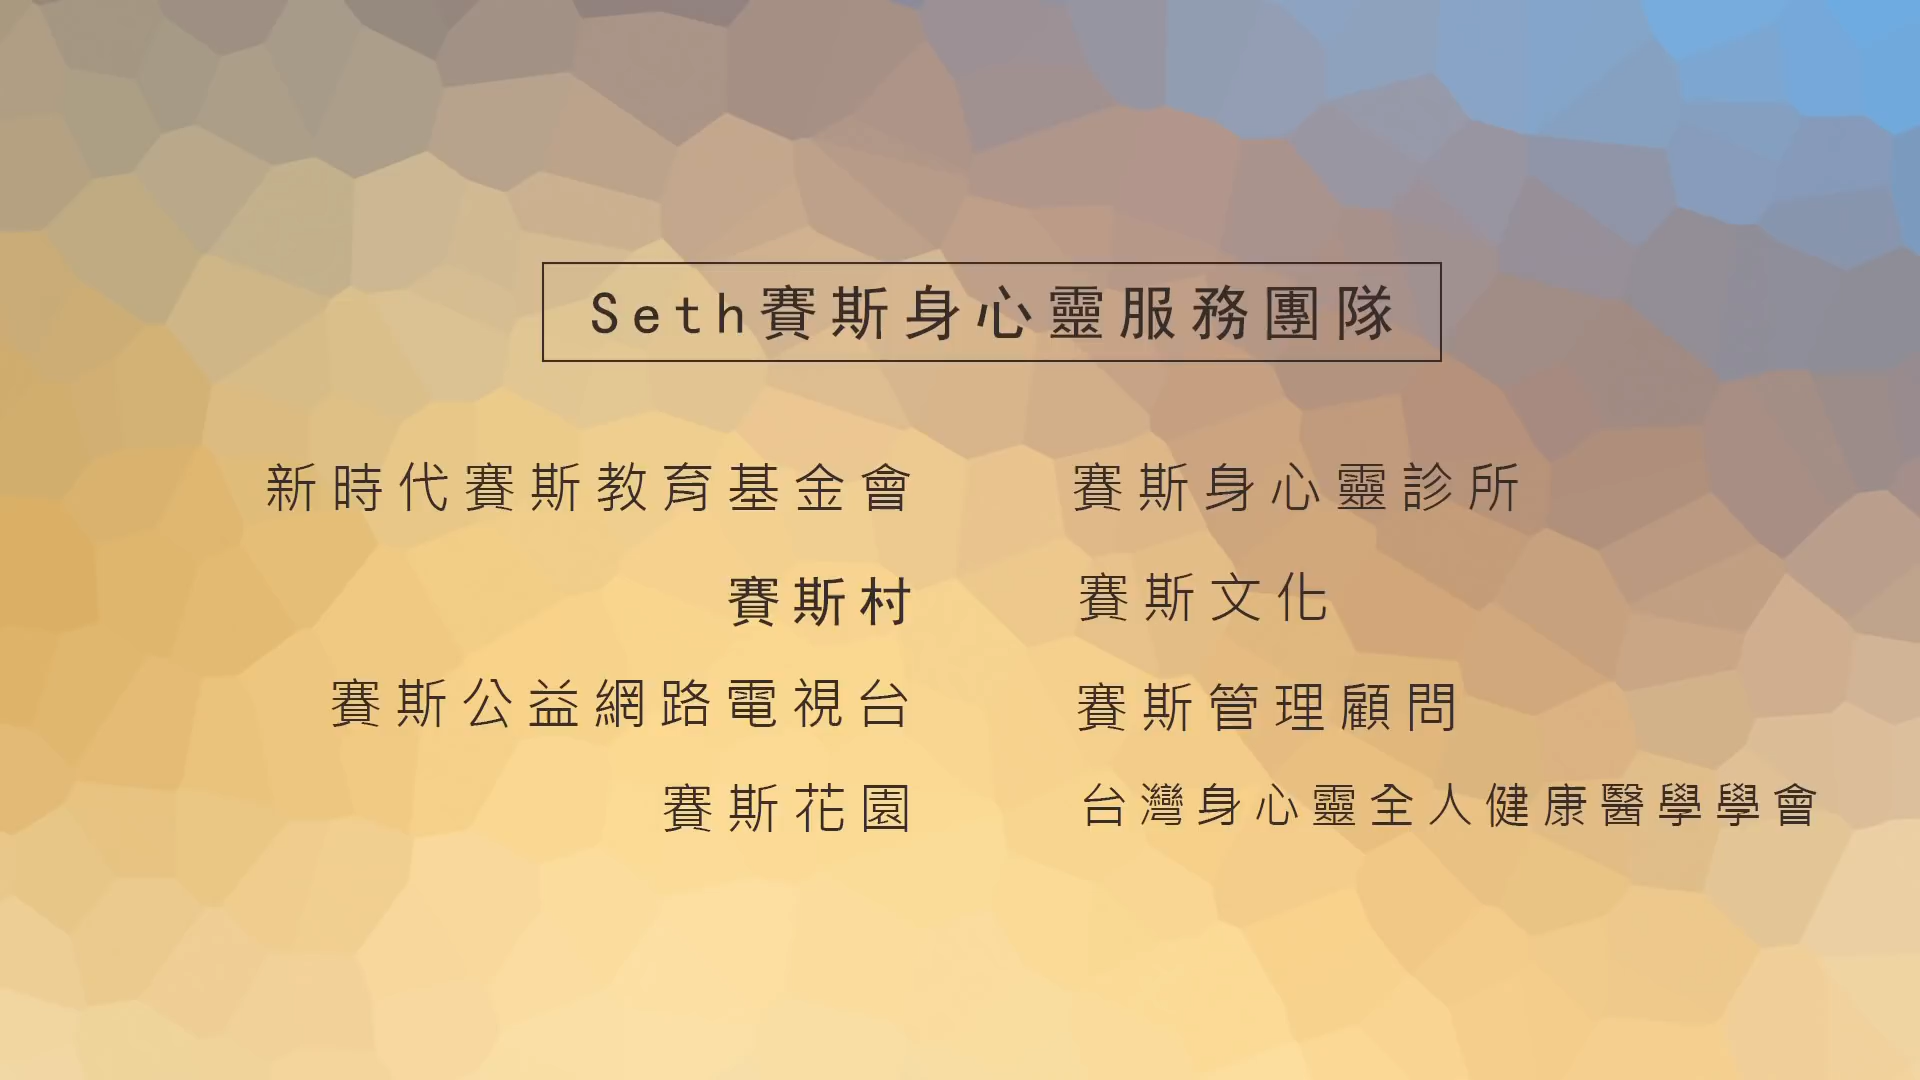 Seth賽斯身心靈服務團隊
新時代賽斯教育基金會
賽斯身心靈診所
賽斯村
賽斯文化
賽斯公益網路電視台
賽斯管理顧問
賽斯花園
台灣身心靈全人健康醫學學會